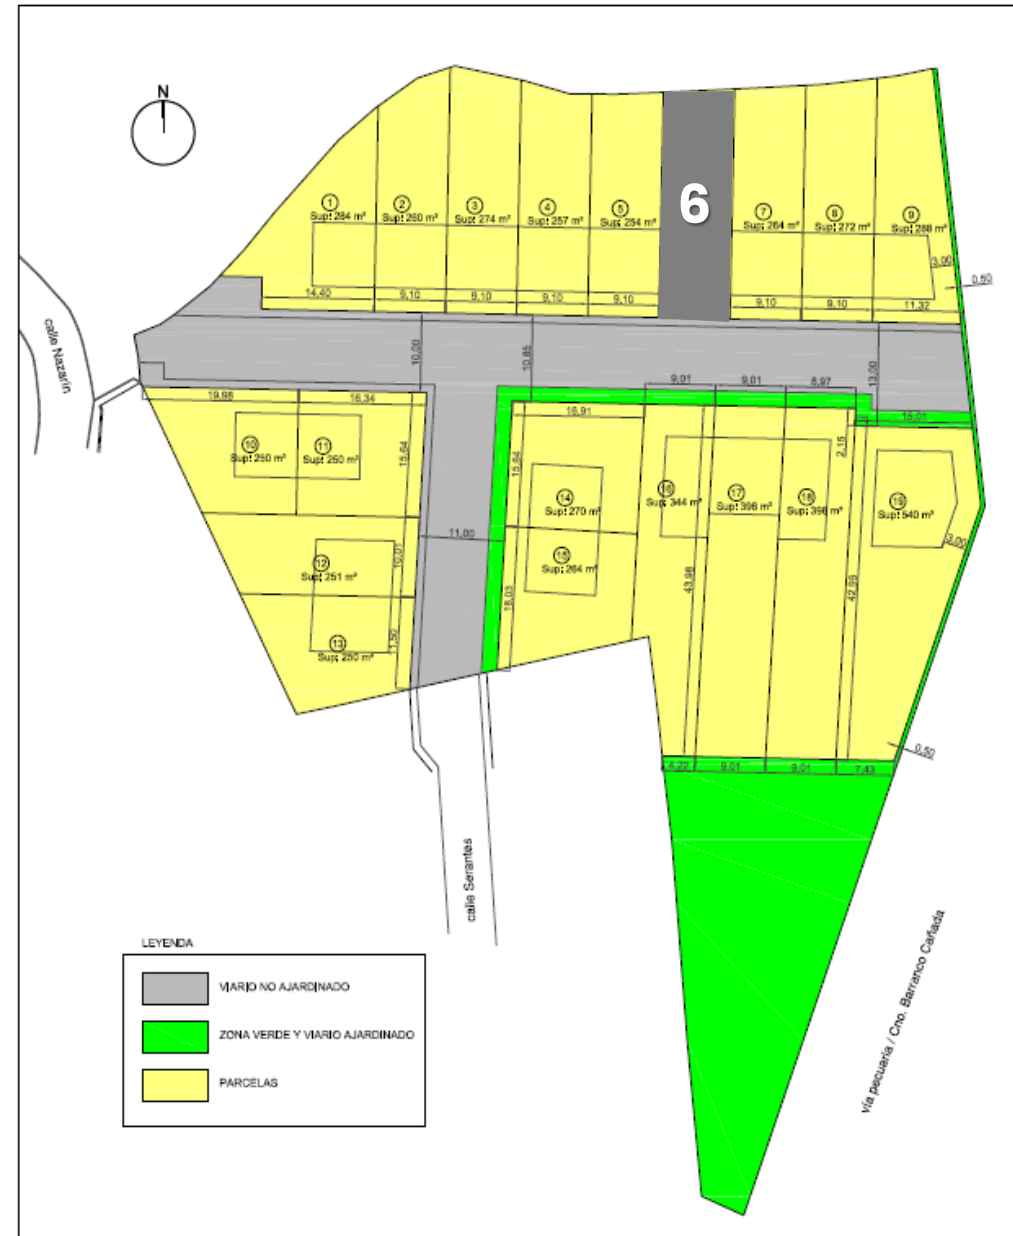 N
6
1
Sup: 284 m²
2
Sup: 260 m²
3
Sup: 274 m²
4
Sup: 257 m²
5
Sup: 254 m²
7
Sup: 264 m²
8
Sup: 272 m²
9
Sup: 288 m²
3,00
0,50
14,40
9,10
9,10
9,10
9,10
9,10
9,10
11,32
calle Nazarín
10,00
10,85
13,00
9,01
9,01
8,97
19,98
16,34
16,91
15,01
10
Sup: 250 m²
11
Sup: 250 m²
15,64
15,64
2,15
14
Sup: 270 m²
16
Sup: 344 m²
17
Sup: 396 m²
18
Sup: 396 m²
19
Sup: 540 m²
11,00
3,00
12
Sup: 251 m²
10,01
15
Sup: 264 m²
18,03
43,98
42,98
13
Sup: 250 m²
11,50
0,50
4,22
9,01
9,01
7,43
calle Serantes
vía pecuaria / Cno. Barranco Cañada
LEYENDA
VIARIO NO AJARDINADO
ZONA VERDE Y VIARIO AJARDINADO
PARCELAS